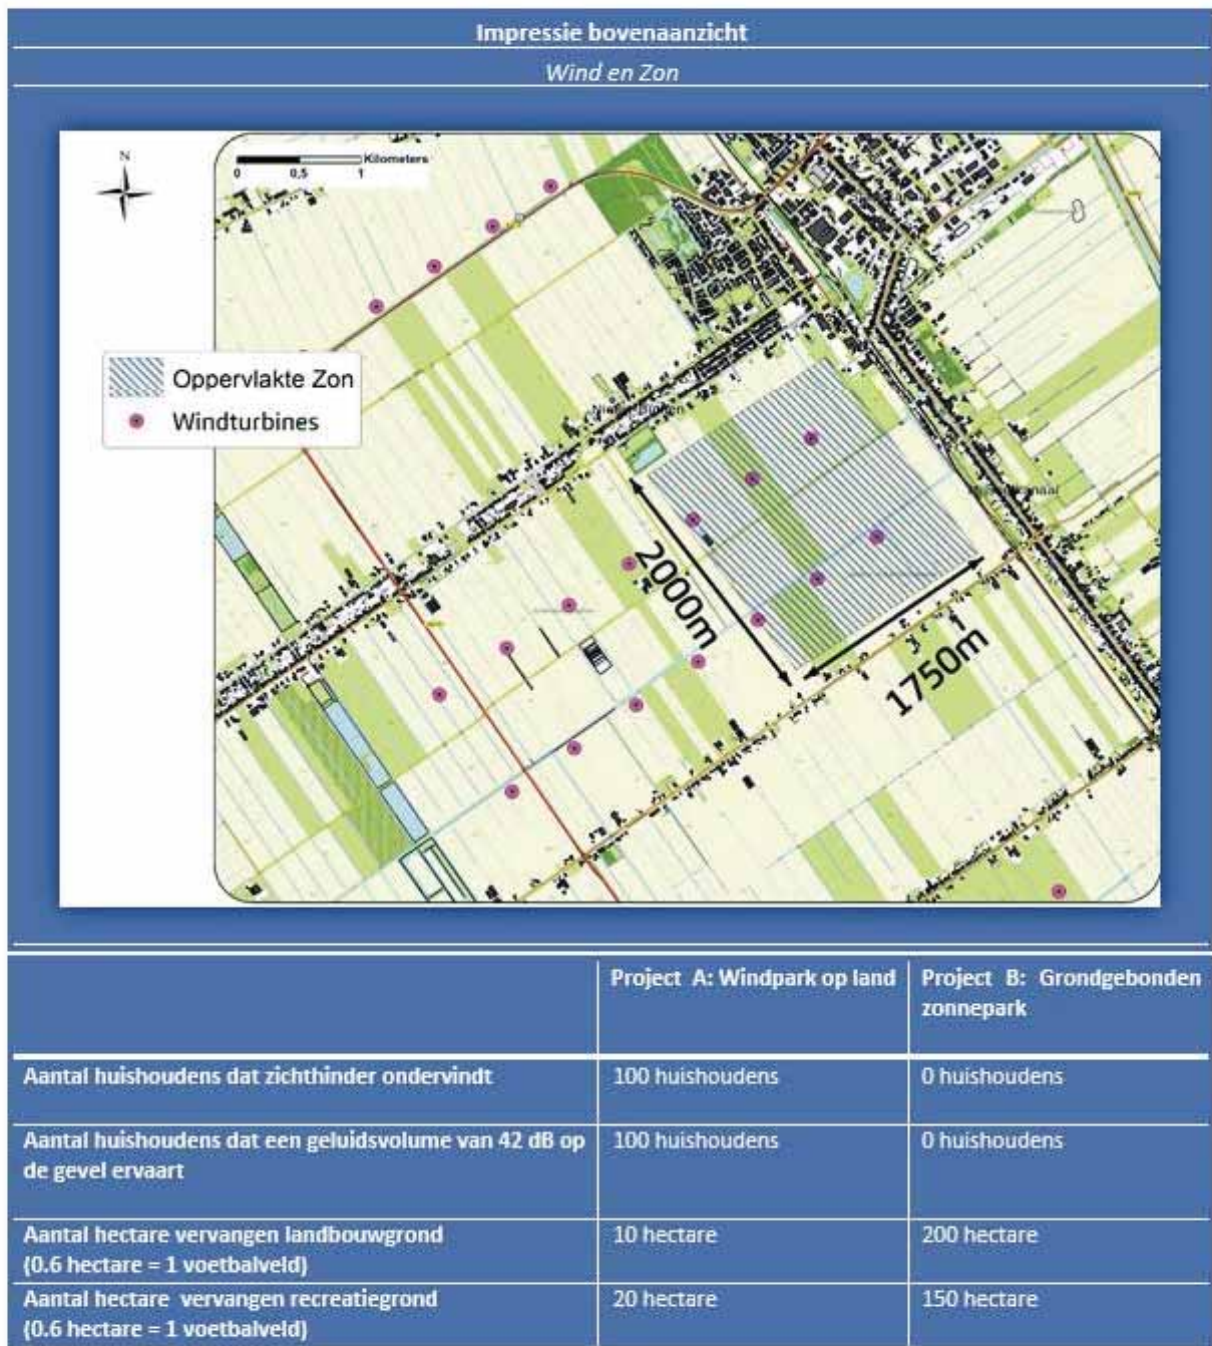 Impressie bovenaanzicht
Wind en Zon
N
Kilometers
0 0,5 1
Oppervlakte Zon
Windturbines
2000m
1750m
Project A: Windpark op land
Project B: Grondgebonden
zonnepark
Aantal huishoudens dat zichthinder ondervindt
100 huishoudens
0 huishoudens
Aantal huishoudens dat een geluidsvolume van 42 dB op
de gevel ervaart
100 huishoudens
0 huishoudens
Aantal hectare vervangen landbouwgrond
(0.6 hectare = 1 voetbalveld)
10 hectare
200 hectare
Aantal hectare vervangen recreatiegrond
(0.6 hectare = 1 voetbalveld)
20 hectare
150 hectare